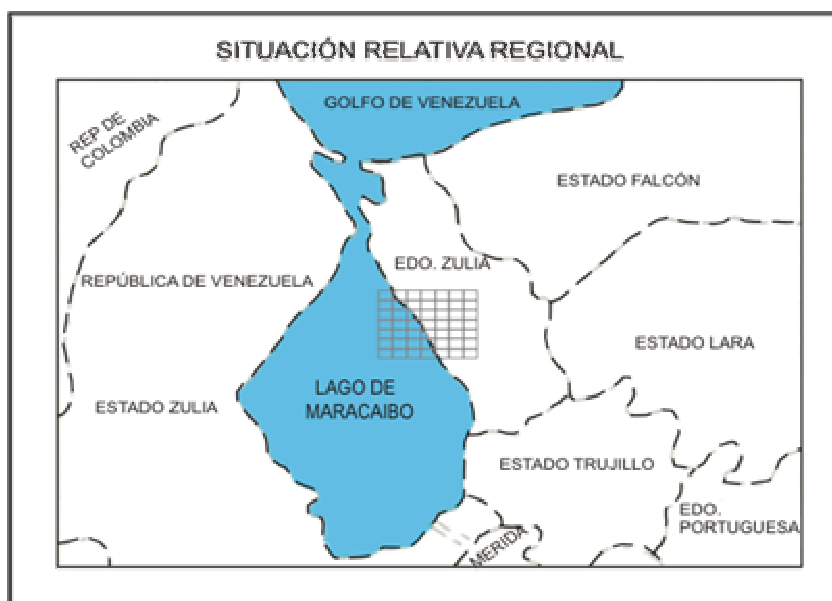 SITUACIÓN RELATIVA REGIONAL
GOLFO DE VENEZUELA
REP DE
COLOMBIA
ESTADO FALCÓN
EDO. ZULIA
REPÚBLICA DE VENEZUELA
ESTADO LARA
LAGO DE
MARACAIBO
ESTADO ZULIA
ESTADO TRUJILLO
EDO.
PORTUGUESA
MERIDA